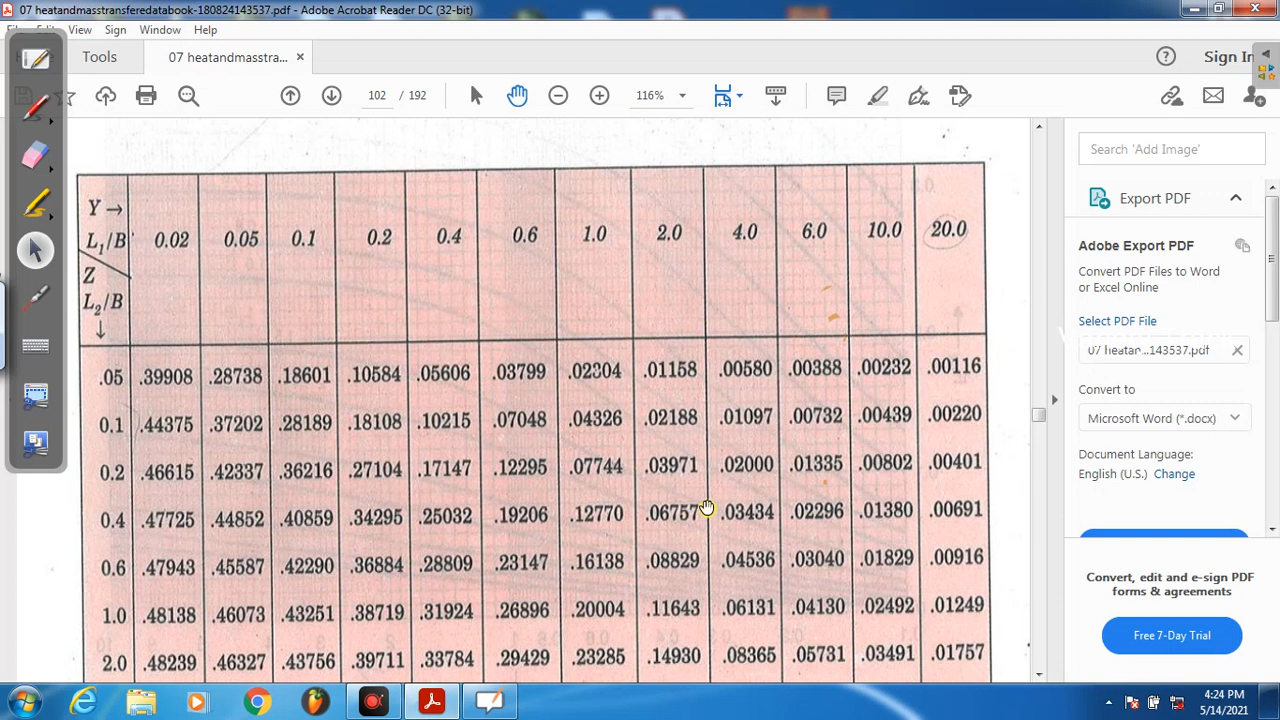 07 heatandmasstransferedatabook-180824143537.pdf - Adobe Acrobat Reader DC (32-bit)
View Sign Window Help
Tools 07 heatandmasstra... × Sign In
102 / 192 116%
Y → 0.02 0.05 0.1 0.2 0.4 0.6 1.0 2.0 4.0 6.0 10.0 20.0
L₁/B
Z
L₂/B
↓
.05 .39908 .28738 .18601 .10584 .05606 .03799 .02304 .01158 .00580 .00388 .00232 .00116
0.1 .44375 .37202 .28189 .18108 .10215 .07048 .04326 .02188 .01097 .00732 .00439 .00220
0.2 .46615 .42337 .36216 .27104 .17147 .12295 .07744 .03971 .02000 .01335 .00802 .00401
0.4 .47725 .44852 .40859 .34295 .25032 .19206 .12770 .06757 .03434 .02296 .01380 .00691
0.6 .47943 .45587 .42290 .36884 .28809 .23147 .16138 .08829 .04536 .03040 .01829 .00916
1.0 .48138 .46073 .43251 .38719 .31924 .26896 .20004 .11643 .06131 .04130 .02492 .01249
2.0 .48239 .46327 .43756 .39711 .33784 .29429 .23285 .14930 .08365 .05731 .03491 .01757
Search 'Add Image'
Export PDF
Adobe Export PDF
Convert PDF Files to Word
or Excel Online
Select PDF File
07 heatan...143537.pdf
Convert to
Microsoft Word (*.docx)
Document Language:
English (U.S.) Change
Convert, edit and e-sign PDF
forms & agreements
Free 7-Day Trial
4:24 PM
5/14/2021